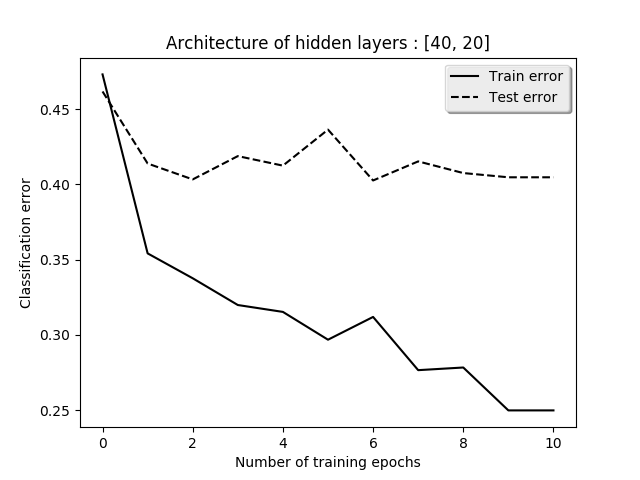 Architecture of hidden layers : [40, 20]
Train error
Test error
0.45
0.40
0.35
0.30
0.25
Classification error
0 2 4 6 8 10
Number of training epochs